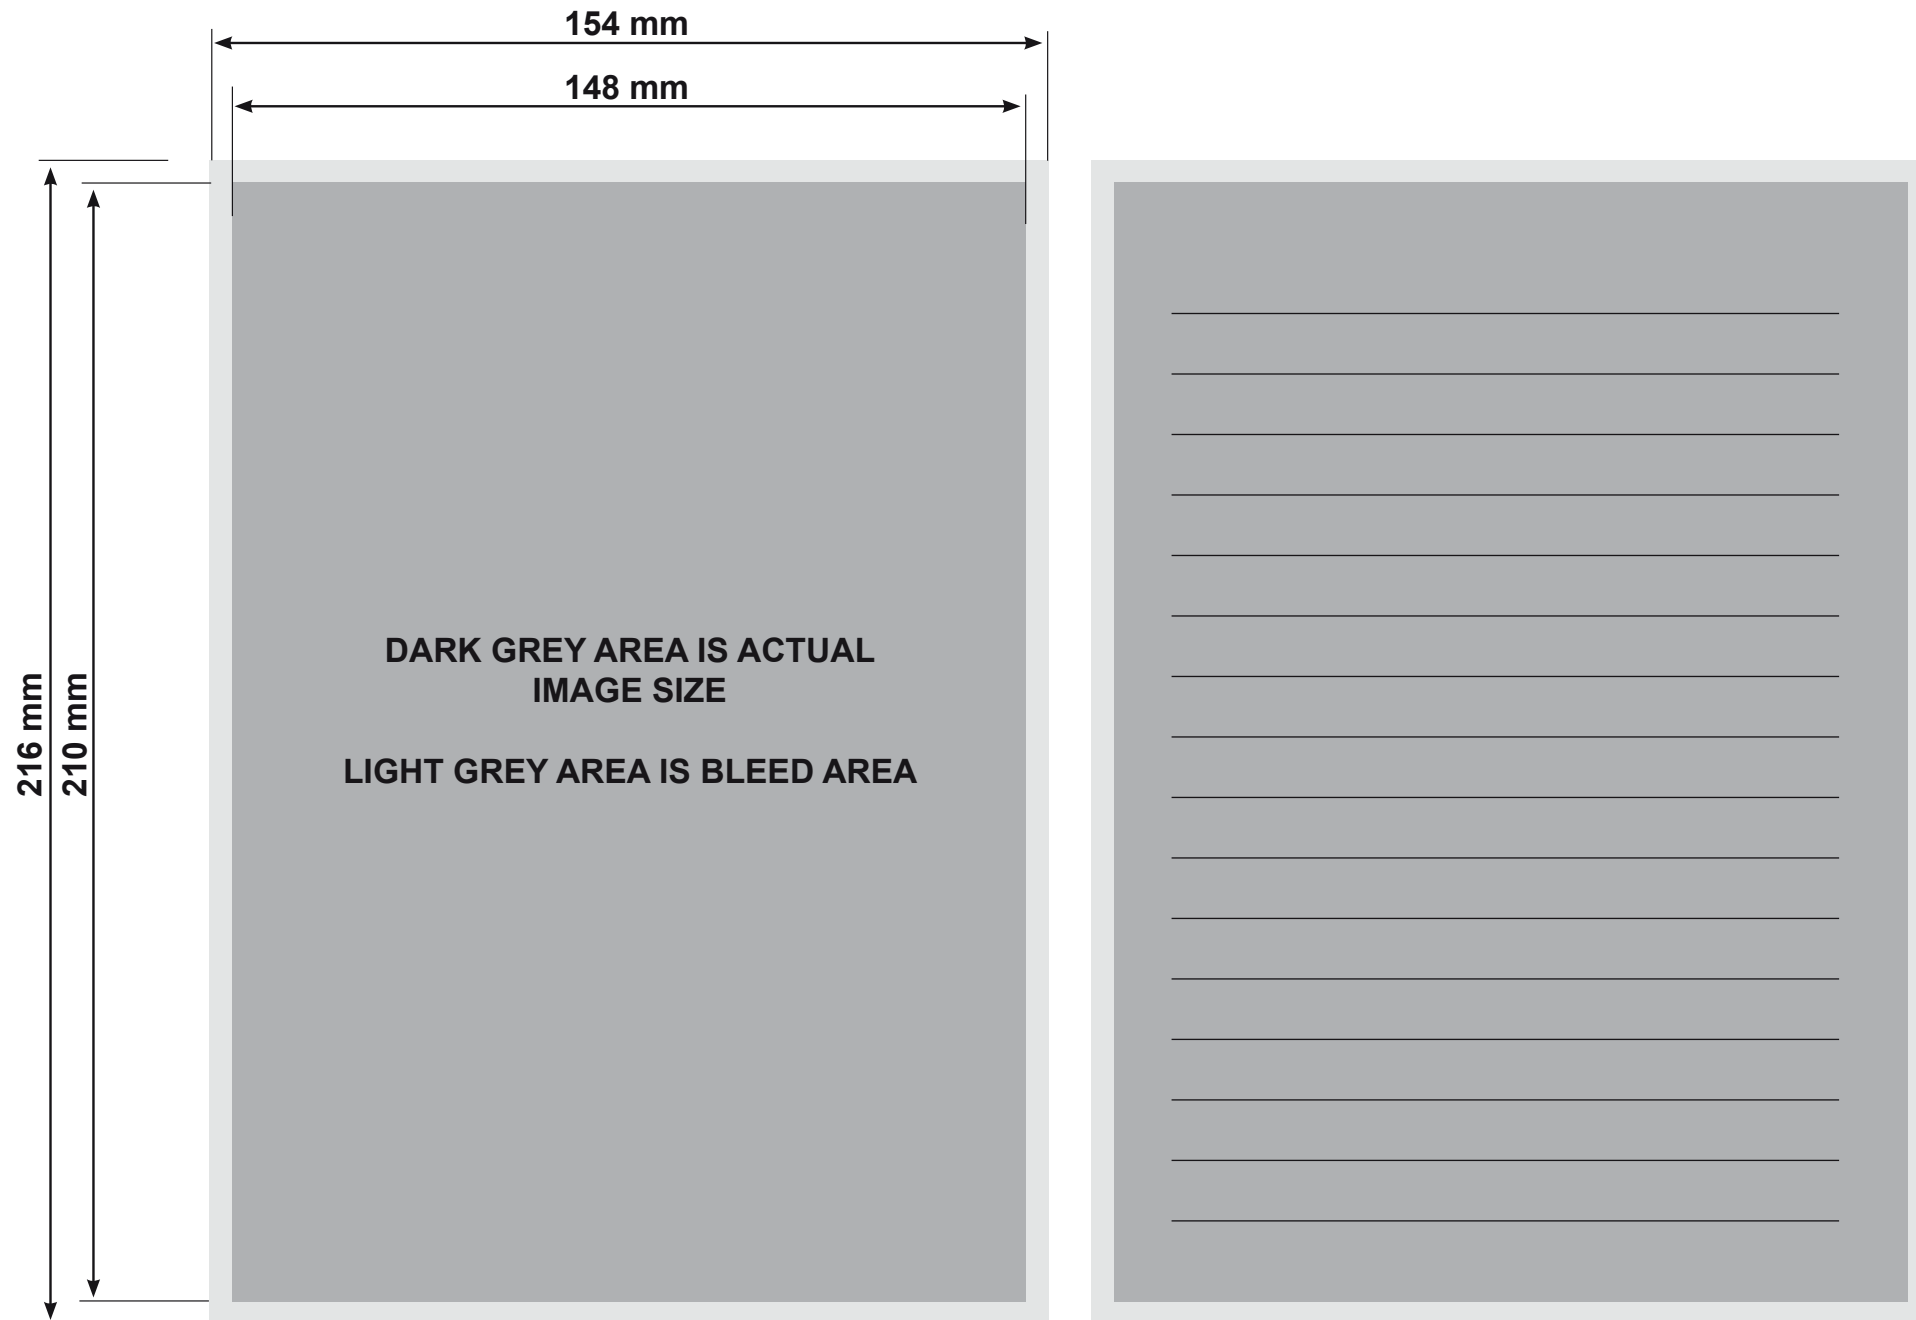 154 mm
148 mm
216 mm
210 mm
DARK GREY AREA IS ACTUAL
IMAGE SIZE
LIGHT GREY AREA IS BLEED AREA